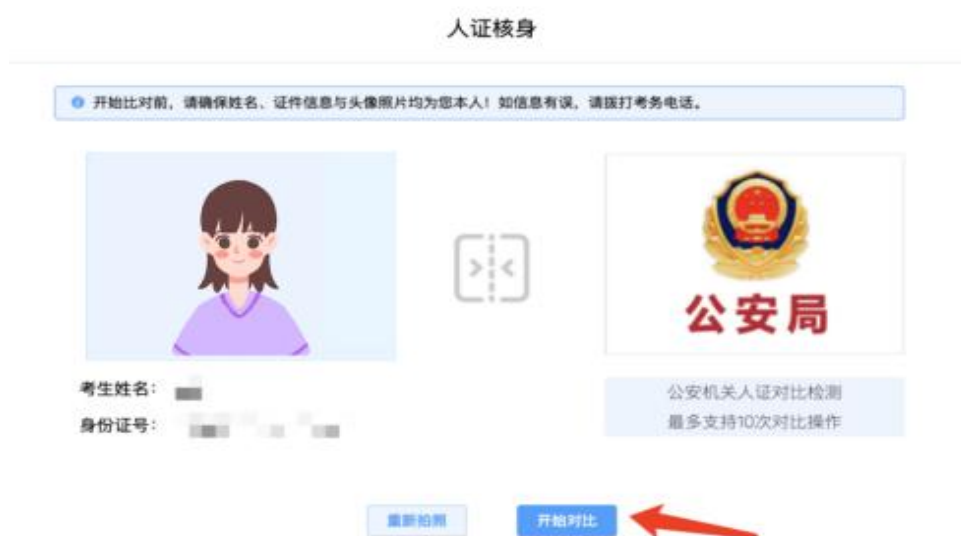 人证核身
开始比对前，请确保姓名、证件信息与头像照片均为您本人！如信息有误，请拨打考务电话。
公安局
考生姓名：
身份证号：
公安机关人证对比检测
最多支持10次对比操作
重新拍照
开始对比